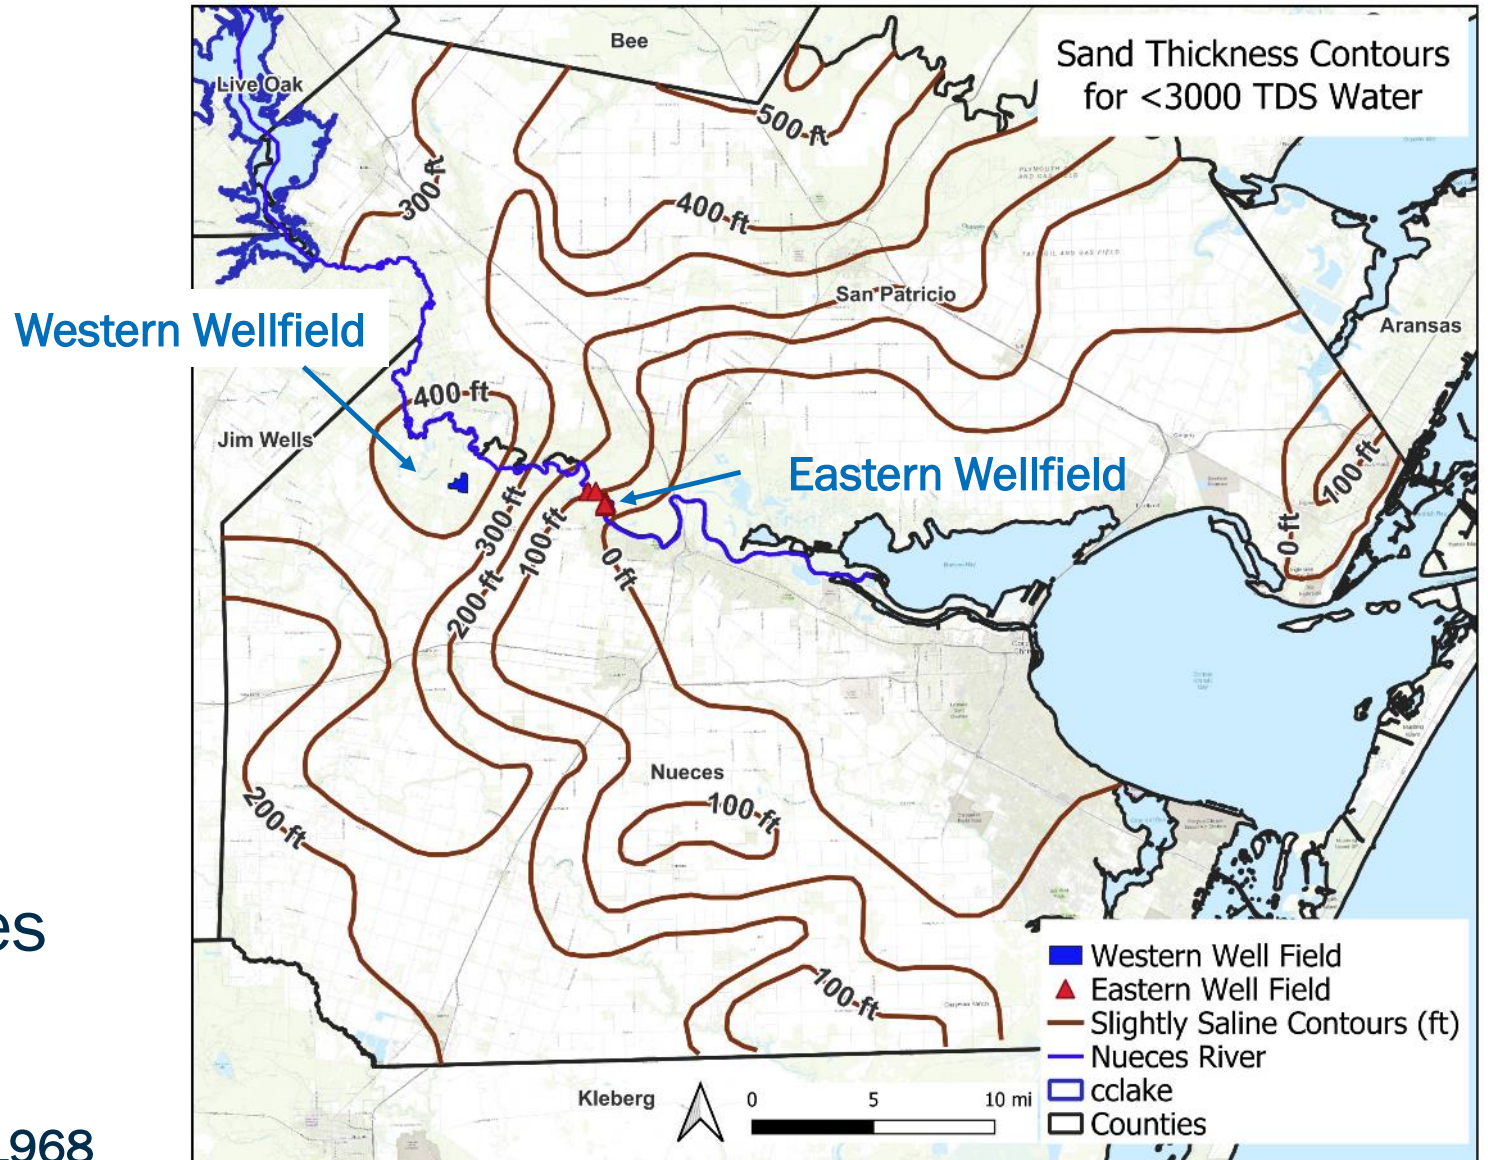 Sand Thickness Contours
for <3000 TDS Water
Bee
Live Oak
500-ft
300-ft
400-ft
San Patricio
Western Wellfield
Aransas
400-ft
Jim Wells
Eastern Wellfield
100-ft
300-ft
100-ft
0-ft
0-ft
200-ft
Nueces
100-ft
200-ft
es
100-ft
Western Well Field
Eastern Well Field
Slightly Saline Contours (ft)
Nueces River
cclake
Counties
Kleberg
0 5 10 mi
968